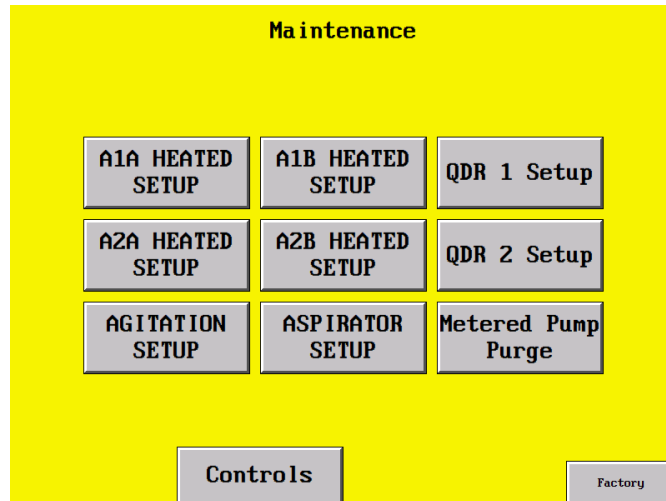 Maintenance
A1A HEATED
SETUP
A1B HEATED
SETUP
QDR 1 Setup
A2A HEATED
SETUP
A2B HEATED
SETUP
QDR 2 Setup
AGITATION
SETUP
ASPIRATOR
SETUP
Metered Pump
Purge
Controls
Factory